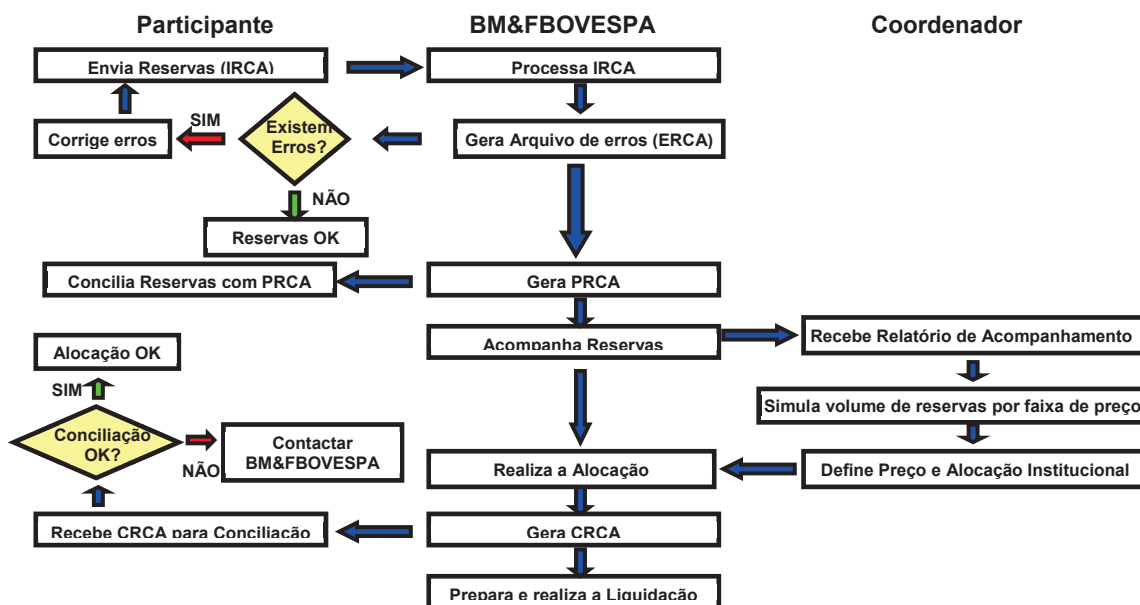 Participante
BM&FBOVESPA
Coordenador
Envia Reservas (IRCA)
Processa IRCA
SIM
Existem
Erros?
Corrige erros
Gera Arquivo de erros (ERCA)
NÃO
Reservas OK
Concilia Reservas com PRCA
Gera PRCA
Acompanha Reservas
Recebe Relatório de Acompanhamento
Alocação OK
SIM
Simula volume de reservas por faixa de preço
Conciliação
OK?
NÃO
Contactar
BM&FBOVESPA
Realiza a Alocação
Define Preço e Alocação Institucional
Recebe CRCA para Conciliação
Gera CRCA
Prepara e realiza a Liquidação